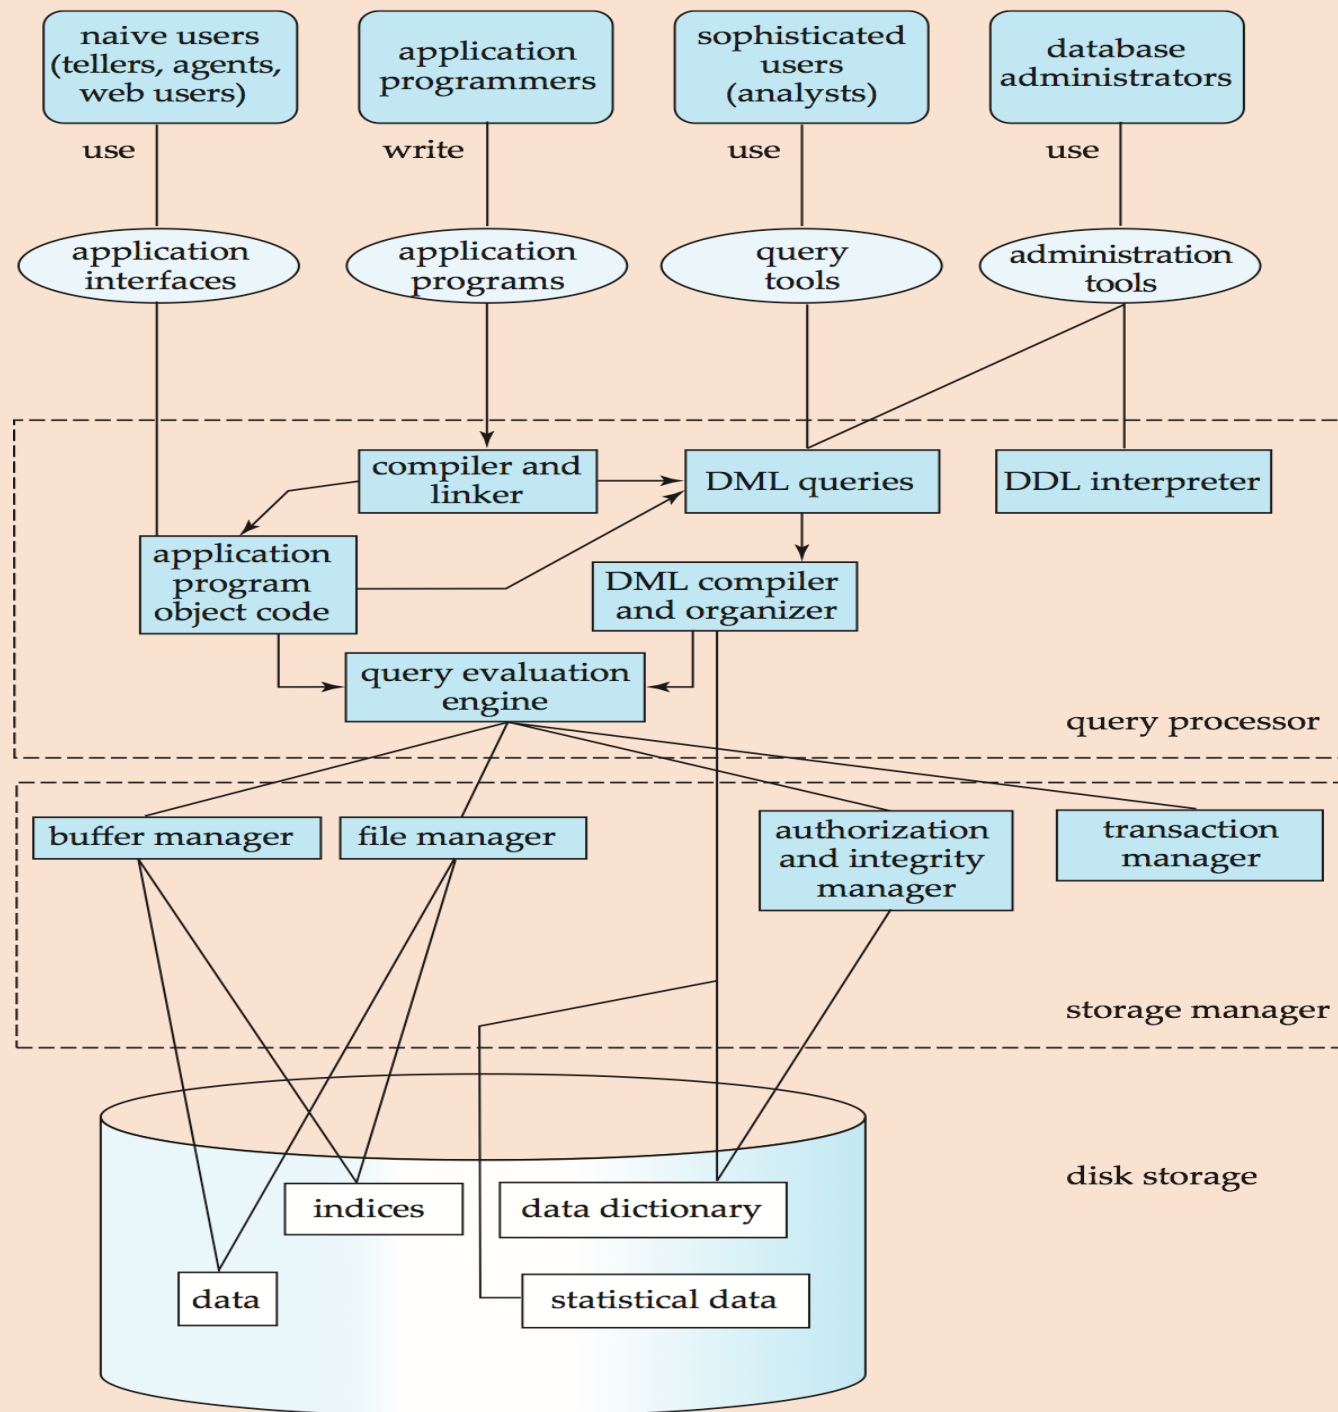 naive users
(tellers, agents,
web users)
application
programmers
sophisticated
users
(analysts)
database
administrators
use
write
use
use
application
interfaces
application
programs
query
tools
administration
tools
compiler and
linker
DML queries
DDL interpreter
application
program
object code
DML compiler
and organizer
query evaluation
engine
query processor
buffer manager
file manager
authorization
and integrity
manager
transaction
manager
storage manager
disk storage
indices
data dictionary
data
statistical data